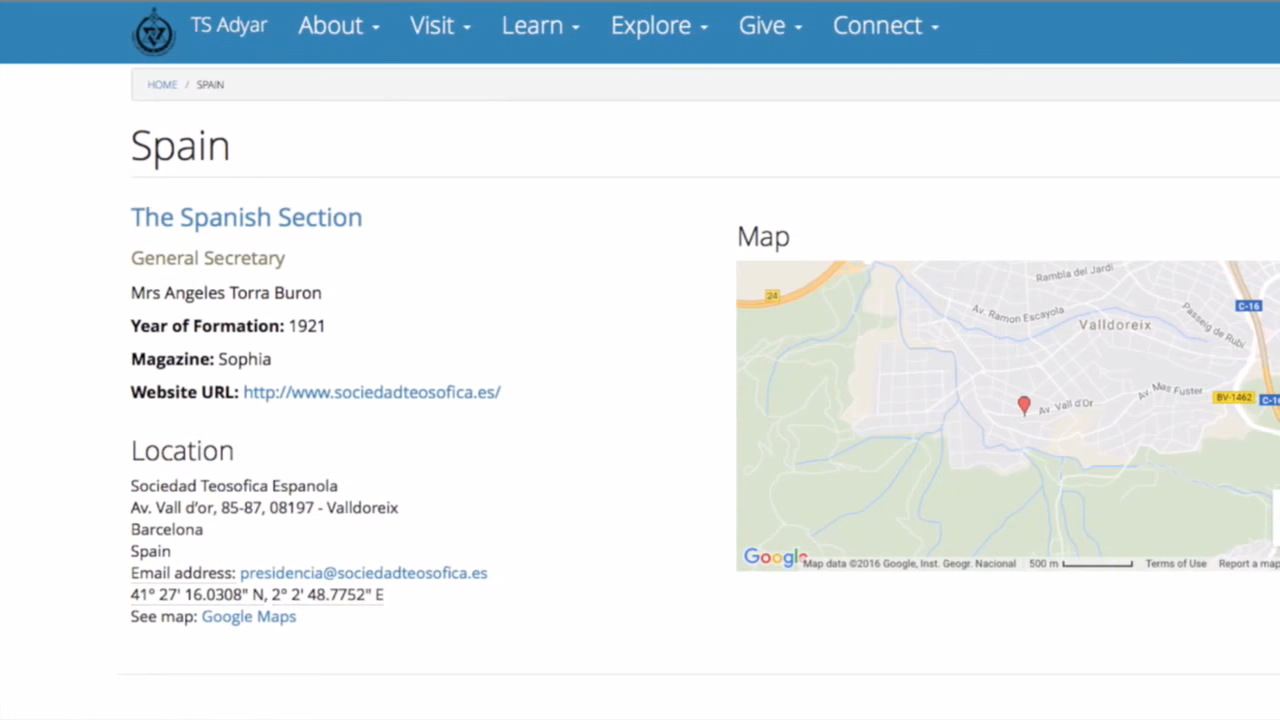 TS Adyar About Visit Learn Explore Give Connect
HOME / SPAIN
Spain
The Spanish Section
General Secretary
Mrs Angeles Torra Buron
Year of Formation: 1921
Magazine: Sophia
Website URL: http://www.sociedadteosofica.es/
Location
Sociedad Teosofica Espanola
Av. Vall d'or, 85-87, 08197 - Valldoreix
Barcelona
Spain
Email address: presidencia@sociedadteosofica.es
41° 27' 16.0308" N, 2° 2' 48.7752" E
See map: Google Maps
Map
Rambla del Jardí
24
C-16
Av. Ramon Escayola
Valldoreix
Passeig de Rubí
Av. Mas Fuster
BV-1462
Av. Vall d'Or
Google
Map data ©2016 Google, Inst. Geogr. Nacional 500 m Terms of Use Report a map